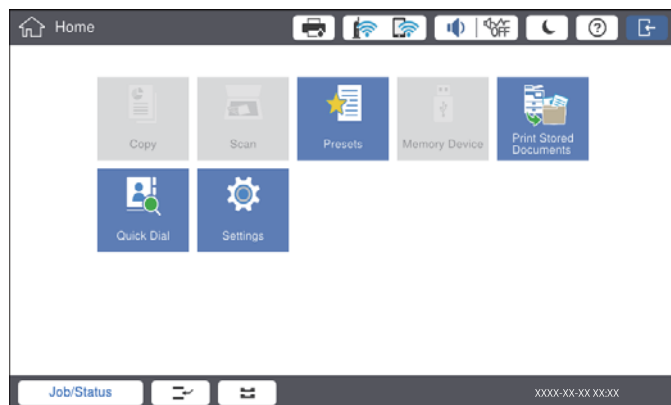 Home
OFF
?
Copy
Scan
Presets
Memory Device
Print Stored
Documents
Quick Dial
Settings
Job/Status
XXXX-XX-XX XX:XX